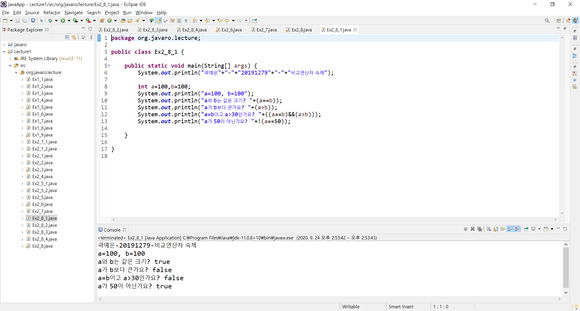 javaApp - Lecture1/src/org/javaro/lecture/Ex2_8_1.java - Eclipse IDE
File Edit Source Refactor Navigate Search Project Run Window Help
Package Explorer
javaro
Lecture1
JRE System Library [JavaSE-11]
src
org.javaro.lecture
Ex1_1.java
Ex1_2.java
Ex1_3.java
Ex1_4.java
Ex1_5.java
Ex1_6.java
Ex1_7.java
Ex1_8.java
Ex1_9.java
Ex2_1_1.java
Ex2_1_2.java
Ex2_2.java
Ex2_3.java
Ex2_4.java
Ex2_5_1.java
Ex2_5_2.java
Ex2_5.java
Ex2_6.java
Ex2_7.java
Ex2_8_1.java
Ex2_8_2.java
Ex2_8_4.java
Ex2_8.java
Ex2_8_2.java Ex2_8.java Ex1_9.java Ex2_8_4.java Ex2_6.java Ex2_7.java Ex2_8.java Ex2_8_1.java
1 package org.javaro.lecture;
2
3 public class Ex2_8_1 {
4
5 public static void main(String[] args) {
6 System.out.println("곽예은"+"-"+"20191279"+"-"+"비교연산자 숙제");
7
8 int a=100,b=100;
9 System.out.println("a=100, b=100");
10 System.out.println("a와 b는 같은 크기? "+(a==b));
11 System.out.println("a가 b보다 큰가요? "+(a>b));
12 System.out.println("a=b이고 a>30인가요? "+((a==b)&&(a>b)));
13 System.out.println("a가 50이 아닌가요? "+!(a==50));
14
15 }
16
17 }
18
Console
<terminated> Ex2_8_1 [Java Application] C:#Program Files#Java#jdk-11.0.8+10#bin#javaw.exe (2020. 9. 24 오후 2:53:42 – 오후 2:53:43)
곽예은-20191279-비교연산자 숙제
a=100, b=100
a와 b는 같은 크기? true
a가 b보다 큰가요? false
a=b이고 a>30인가요? false
a가 50이 아닌가요? true
Writable Smart Insert 1 : 1 : 0